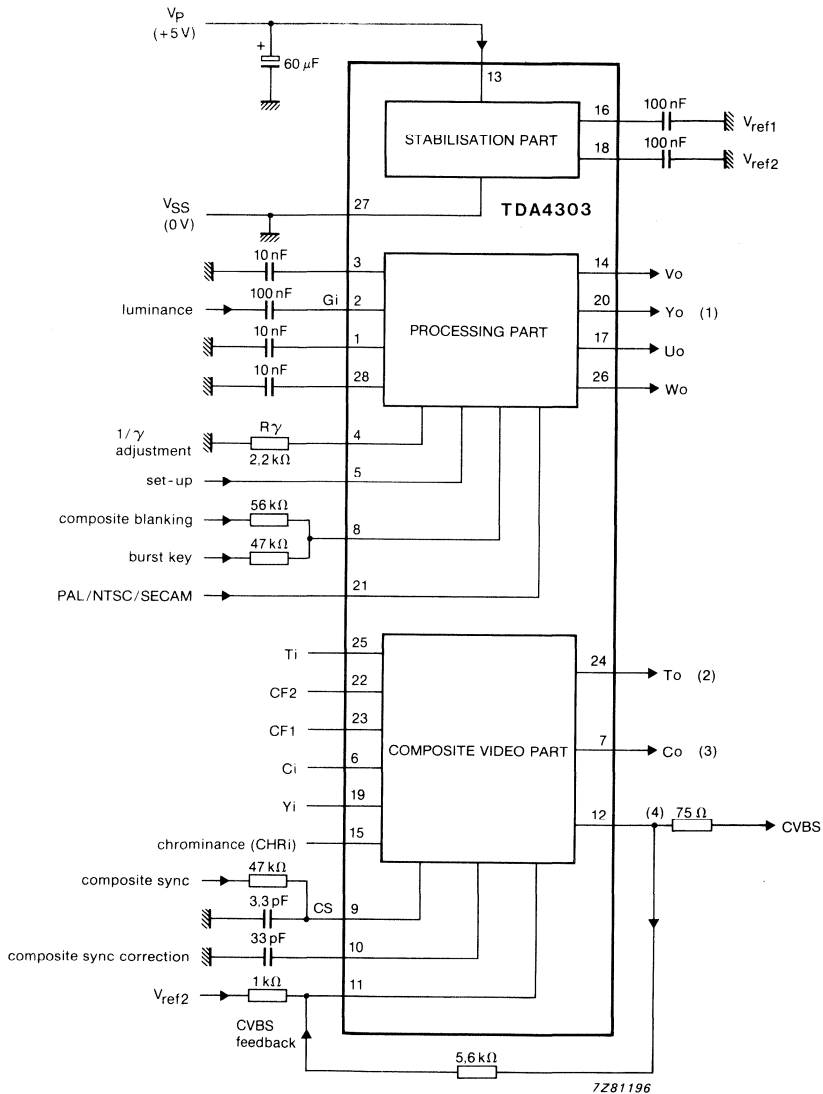 VP
(+5 V)
+
60 μF
13
STABILISATION PART
16
100 nF
Vref1
18
100 nF
Vref2
VSS
(0 V)
27
TDA4303
10 nF
3
luminance
100 nF
Gi
2
10 nF
1
10 nF
28
PROCESSING PART
14
Vo
20
Yo (1)
17
Uo
26
Wo
1/γ
adjustment
Rγ
2,2 kΩ
4
set-up
5
composite blanking
56 kΩ
8
burst key
47 kΩ
PAL/NTSC/SECAM
21
Ti
25
CF2
22
CF1
23
Ci
6
Yi
19
chrominance (CHRi)
15
COMPOSITE VIDEO PART
24
To (2)
7
Co (3)
12
(4)
75 Ω
CVBS
composite sync
47 kΩ
3,3 pF
CS
9
composite sync correction
33 pF
10
Vref2
1 kΩ
11
CVBS
feedback
5,6 kΩ
7Z81196